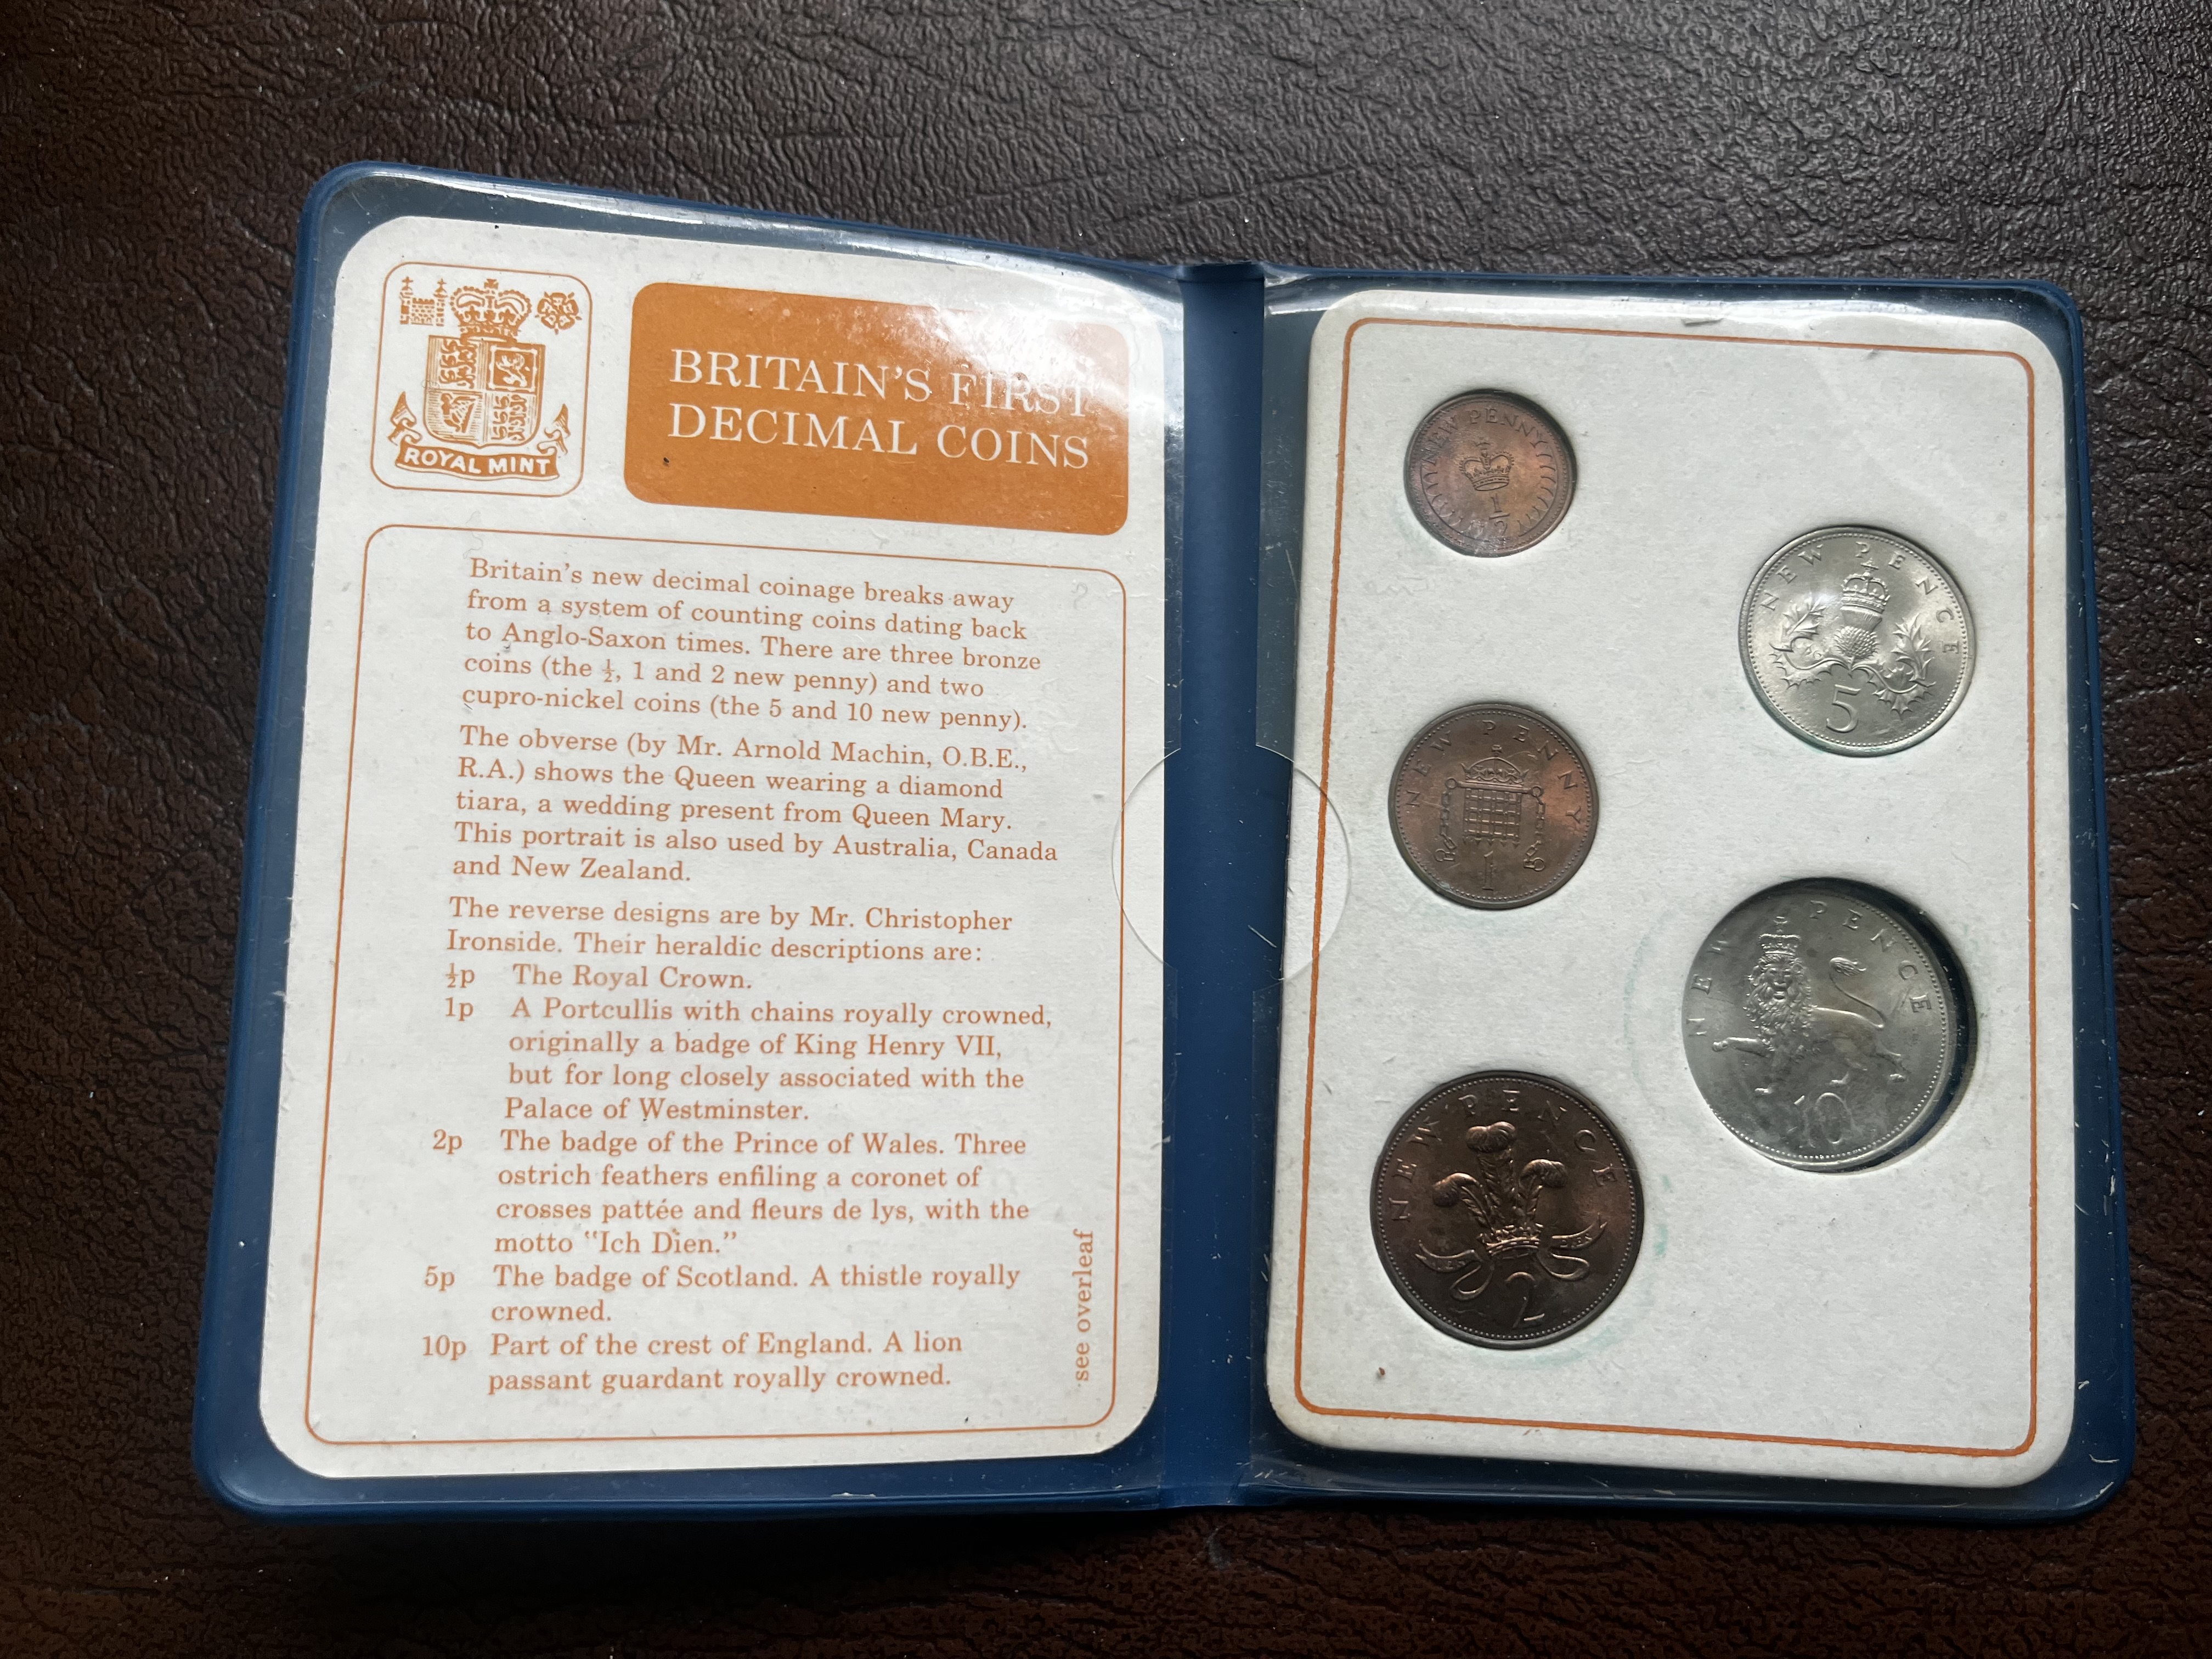 ROYAL MINT
BRITAIN'S FIRST
DECIMAL COINS
Britain's new decimal coinage breaks away
from a system of counting coins dating back
to Anglo-Saxon times. There are three bronze
coins (the ½, 1 and 2 new penny) and two
cupro-nickel coins (the 5 and 10 new penny).
The obverse (by Mr. Arnold Machin, O.B.E.,
R.A.) shows the Queen wearing a diamond
tiara, a wedding present from Queen Mary.
This portrait is also used by Australia, Canada
and New Zealand.
The reverse designs are by Mr. Christopher
Ironside. Their heraldic descriptions are:
½p The Royal Crown.
1p A Portcullis with chains royally crowned,
originally a badge of King Henry VII,
but for long closely associated with the
Palace of Westminster.
2p The badge of the Prince of Wales. Three
ostrich feathers enfiling a coronet of
crosses pattée and fleurs de lys, with the
motto "Ich Dien."
5p The badge of Scotland. A thistle royally
crowned.
10p Part of the crest of England. A lion
passant guardant royally crowned.
see overleaf
NEW PENNY
1/2
NEW PENCE
5
NEW PENNY
1
NEW PENCE
10
NEW PENCE
2